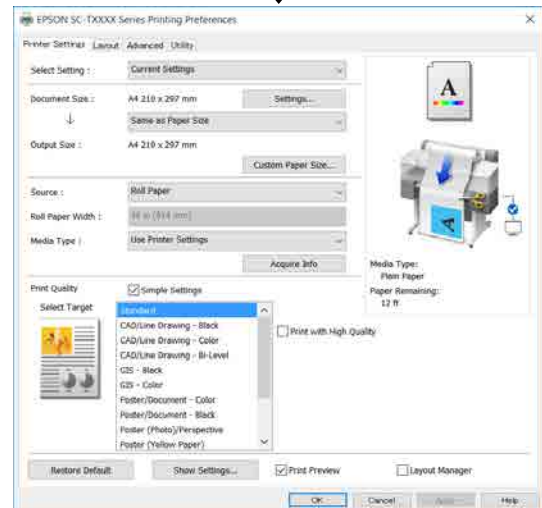 EPSON SC-TXXXX Series Printing Preferences
Printer Settings Layout Advanced Utility
Select Setting : Current Settings
Document Size : A4 210 x 297 mm Settings...
Same as Paper Size
Output Size : A4 210 x 297 mm
Custom Paper Size...
Source : Roll Paper
Roll Paper Width :
Media Type : Use Printer Settings
Acquire Info
Print Quality Simple Settings
Select Target
Standard
CAD/Line Drawing - Black
CAD/Line Drawing - Color
CAD/Line Drawing - Bi-Level
GIS - Black
GIS - Color
Poster/Document - Color
Poster/Document - Black
Poster (Photo)/Perspective
Poster (Yellow Paper)
Print with High Quality
A
A
Media Type:
Plain Paper
Paper Remaining:
12 ft
Restore Default Show Settings... Print Preview Layout Manager
OK Cancel Apply Help